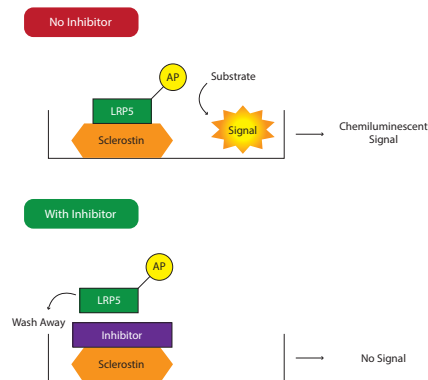 No Inhibitor
AP
Substrate
LRP5
Signal
Sclerostin
Chemiluminescent
Signal
With Inhibitor
AP
LRP5
Wash Away
Inhibitor
Sclerostin
No Signal